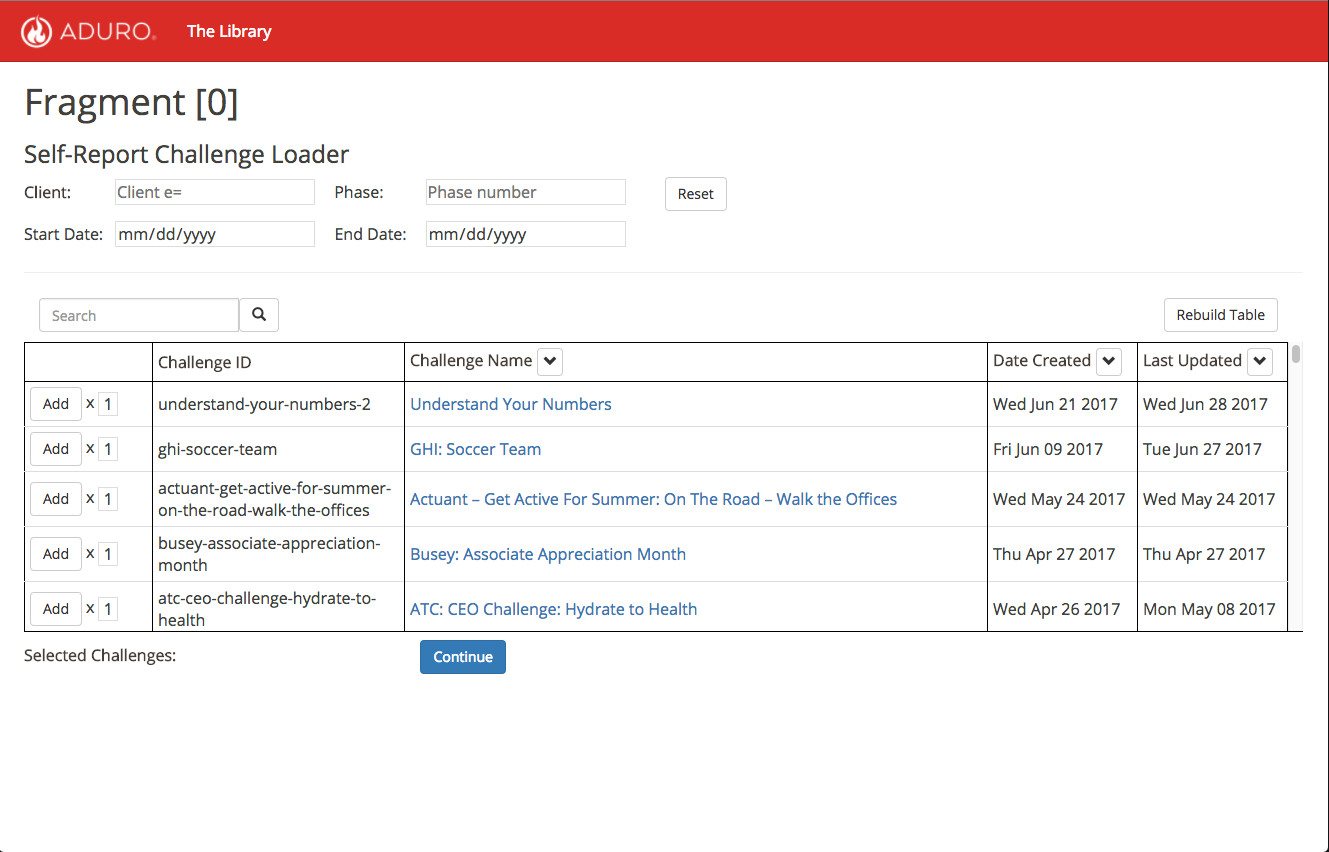 ADURO® The Library
Fragment [0]
Self-Report Challenge Loader
Client: Client e= Phase: Phase number Reset
Start Date: mm/dd/yyyy End Date: mm/dd/yyyy
Search Rebuild Table
Challenge ID Challenge Name Date Created Last Updated
Add x 1 understand-your-numbers-2 Understand Your Numbers Wed Jun 21 2017 Wed Jun 28 2017
Add x 1 ghi-soccer-team GHI: Soccer Team Fri Jun 09 2017 Tue Jun 27 2017
Add x 1 actuant-get-active-for-summer-
on-the-road-walk-the-offices Actuant – Get Active For Summer: On The Road – Walk the Offices Wed May 24 2017 Wed May 24 2017
Add x 1 busey-associate-appreciation-
month Busey: Associate Appreciation Month Thu Apr 27 2017 Thu Apr 27 2017
Add x 1 atc-ceo-challenge-hydrate-to-
health ATC: CEO Challenge: Hydrate to Health Wed Apr 26 2017 Mon May 08 2017
Selected Challenges: Continue